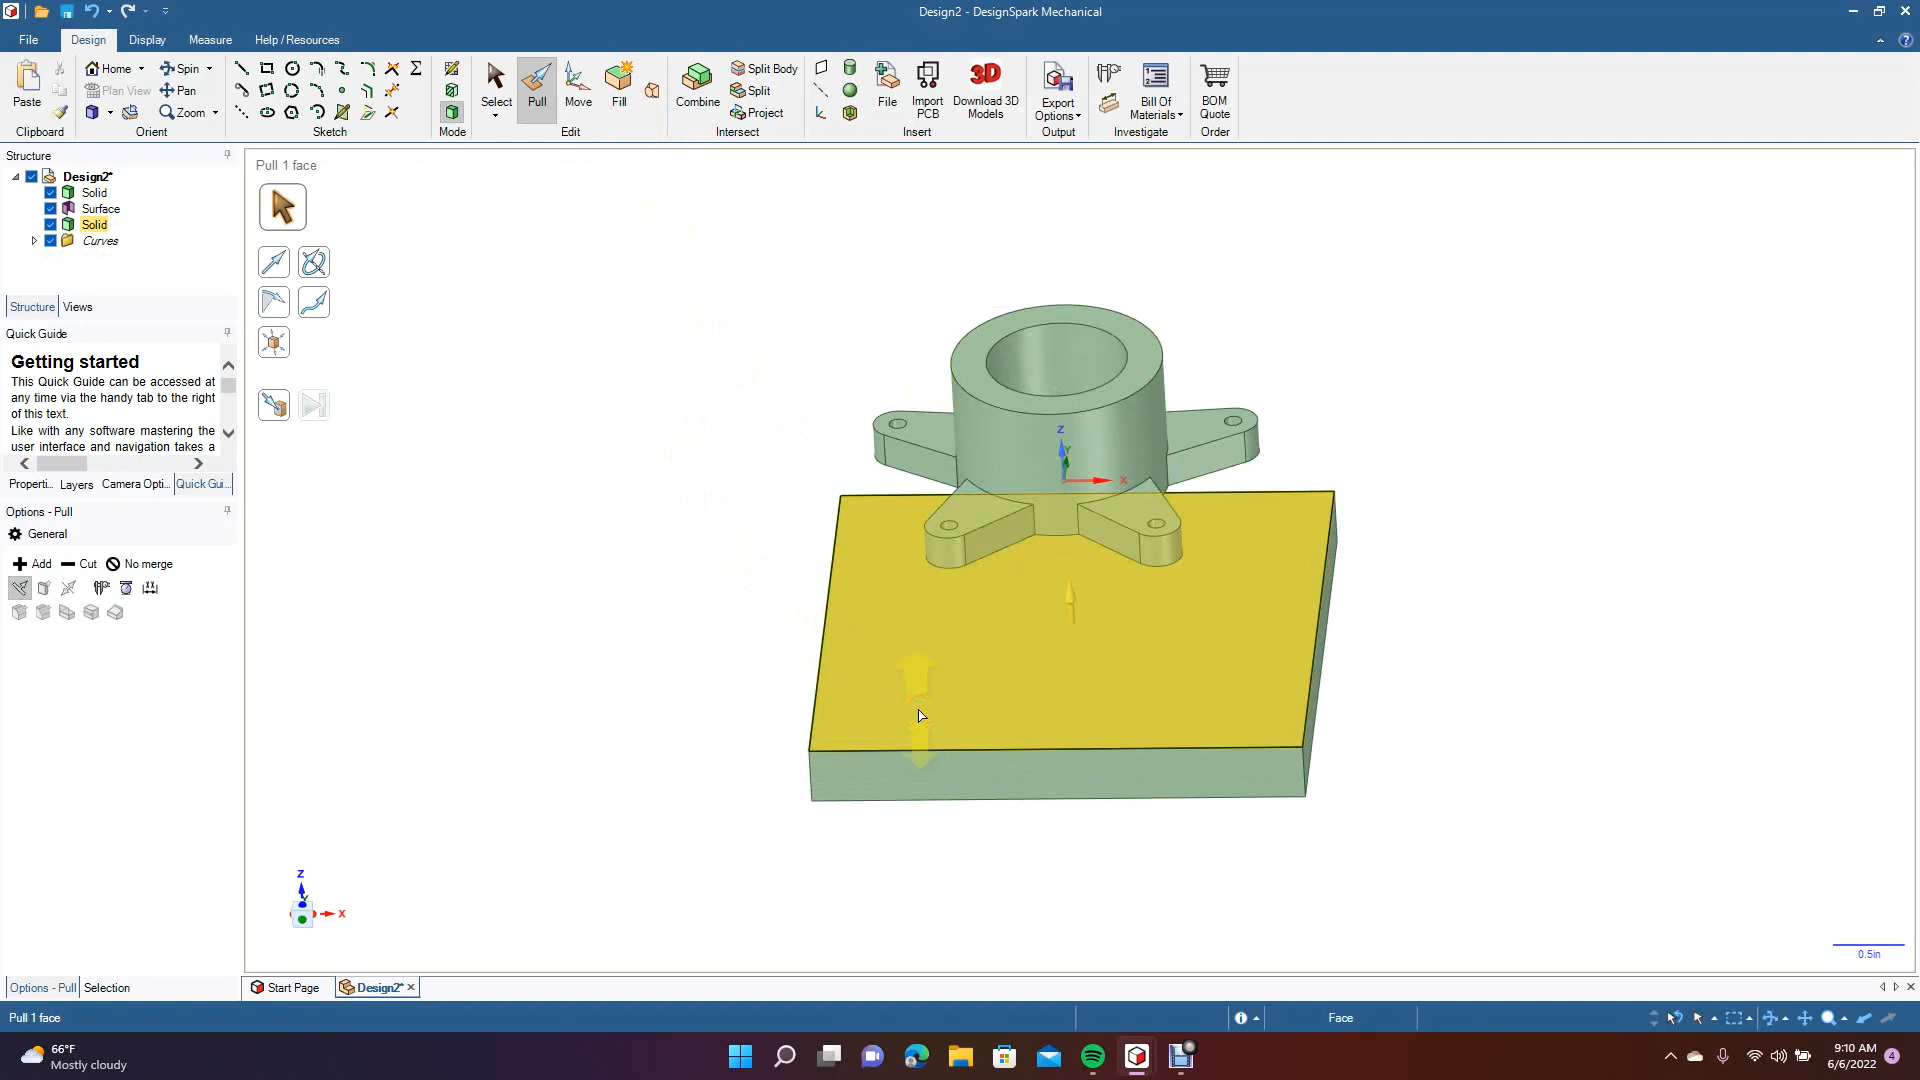 Design2 - DesignSpark Mechanical
File
Design
Display
Measure
Help / Resources
Paste
Home
Plan View
Spin
Pan
Zoom
Select
Pull
Move
Fill
Combine
Split Body
Split
Project
File
Import PCB
Download 3D Models
3D
Export Options
Bill Of Materials
BOM Quote
Clipboard
Orient
Sketch
Mode
Edit
Intersect
Insert
Output
Investigate
Order
Structure
Design2*
Solid
Surface
Solid
Curves
Structure
Views
Quick Guide
Getting started
This Quick Guide can be accessed at
any time via the handy tab to the right
of this text.
Like with any software mastering the
user interface and navigation takes a
Properti...
Layers
Camera Opti...
Quick Gui...
Options - Pull
General
Add
Cut
No merge
Pull 1 face
Z
Y
X
Z
X
0.5in
Options - Pull
Selection
Start Page
Design2*
Pull 1 face
Face
66°F
Mostly cloudy
9:10 AM
6/6/2022
4